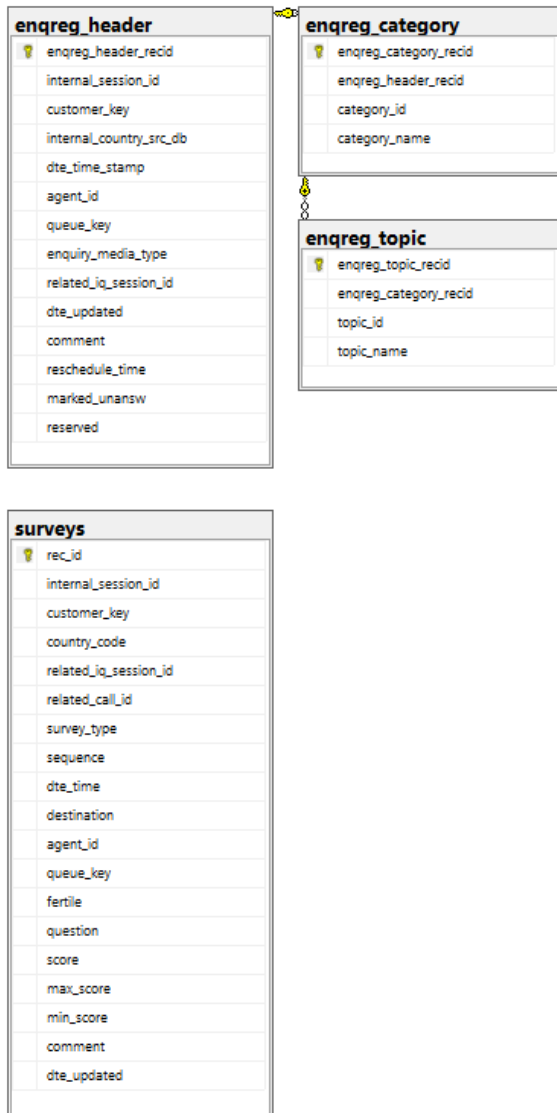 enqreg_header
enqreg_header_recid
internal_session_id
customer_key
internal_country_src_db
dte_time_stamp
agent_id
queue_key
enquiry_media_type
related_iq_session_id
dte_updated
comment
reschedule_time
marked_unansw
reserved
enqreg_category
enqreg_category_recid
enqreg_header_recid
category_id
category_name
enqreg_topic
enqreg_topic_recid
enqreg_category_recid
topic_id
topic_name
surveys
rec_id
internal_session_id
customer_key
country_code
related_iq_session_id
related_call_id
survey_type
sequence
dte_time
destination
agent_id
queue_key
fertile
question
score
max_score
min_score
comment
dte_updated